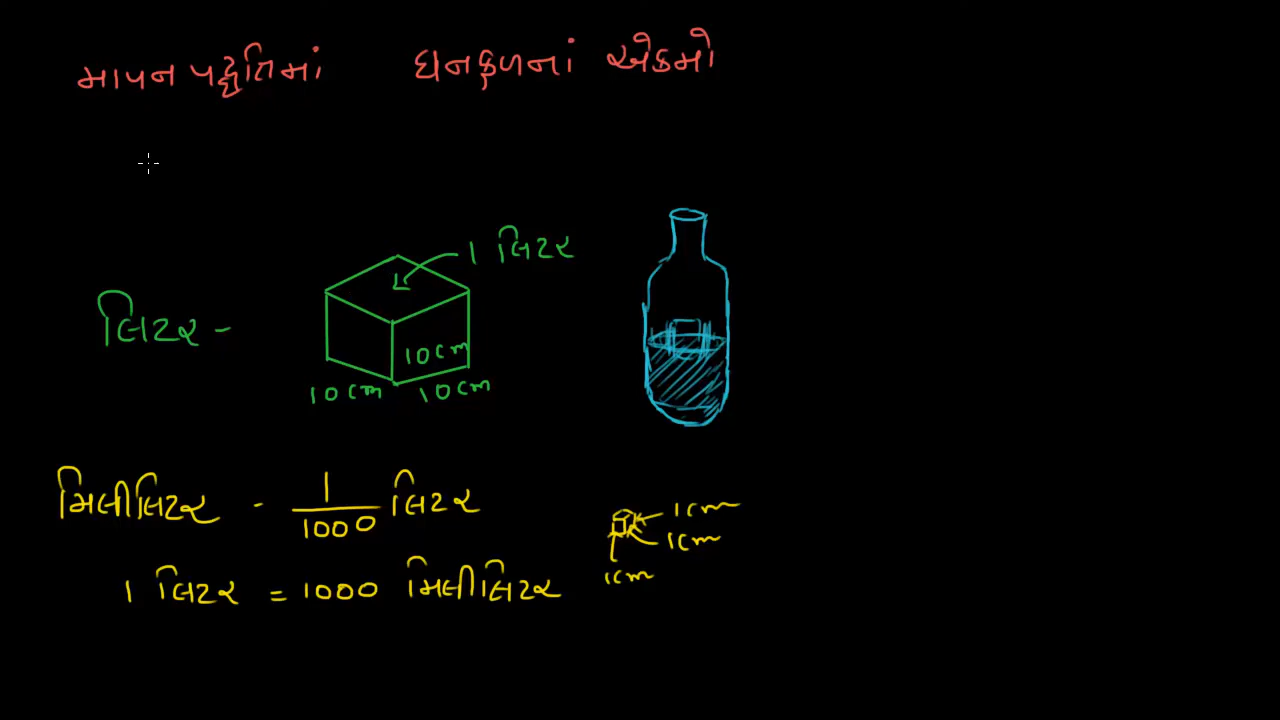 માપન પદ્ધતિમાં ઘનફળનાં એકમો
1 લિટર
લિટર -
10cm
10cm 10cm
મિલીલિટર - 1/1000 લિટર
1cm
1cm
1cm
1 લિટર = 1000 મિલીલિટર